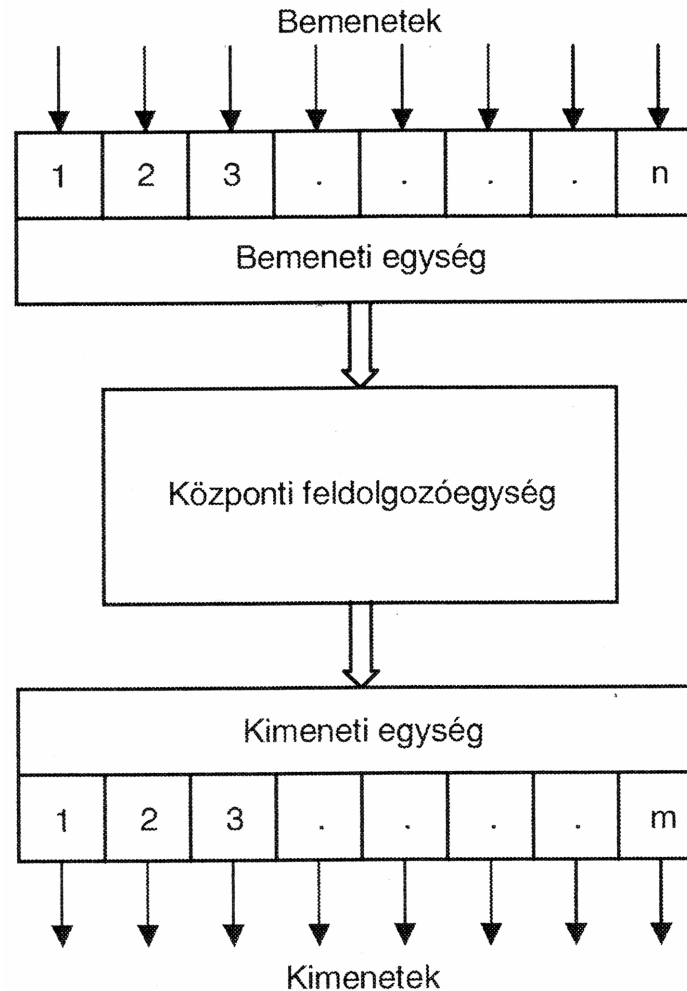 Bemenetek
1 2 3 . . . . n
Bemeneti egység
Központi feldolgozóegység
Kimeneti egység
1 2 3 . . . . m
Kimenetek